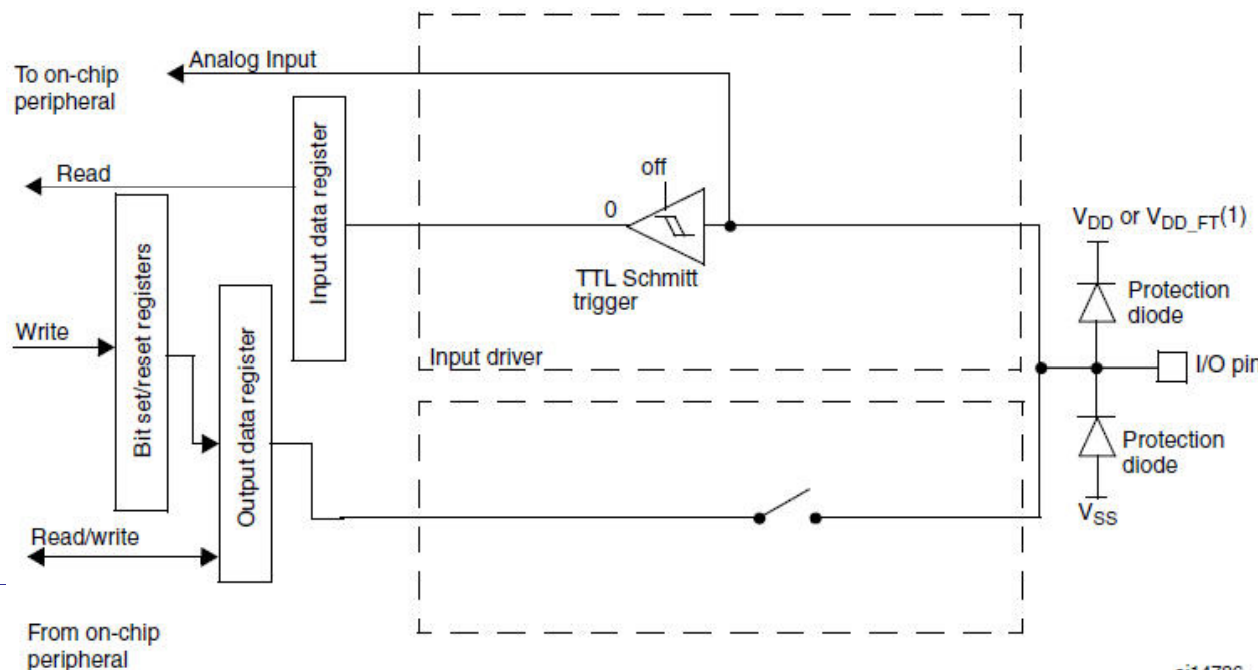 Analog Input
To on-chip
peripheral
Read
Input data register
off
0
TTL Schmitt
trigger
Input driver
Bit set/reset registers
Write
Output data register
Read/write
From on-chip
peripheral
VDD or VDD_FT(1)
Protection
diode
I/O pin
Protection
diode
VSS